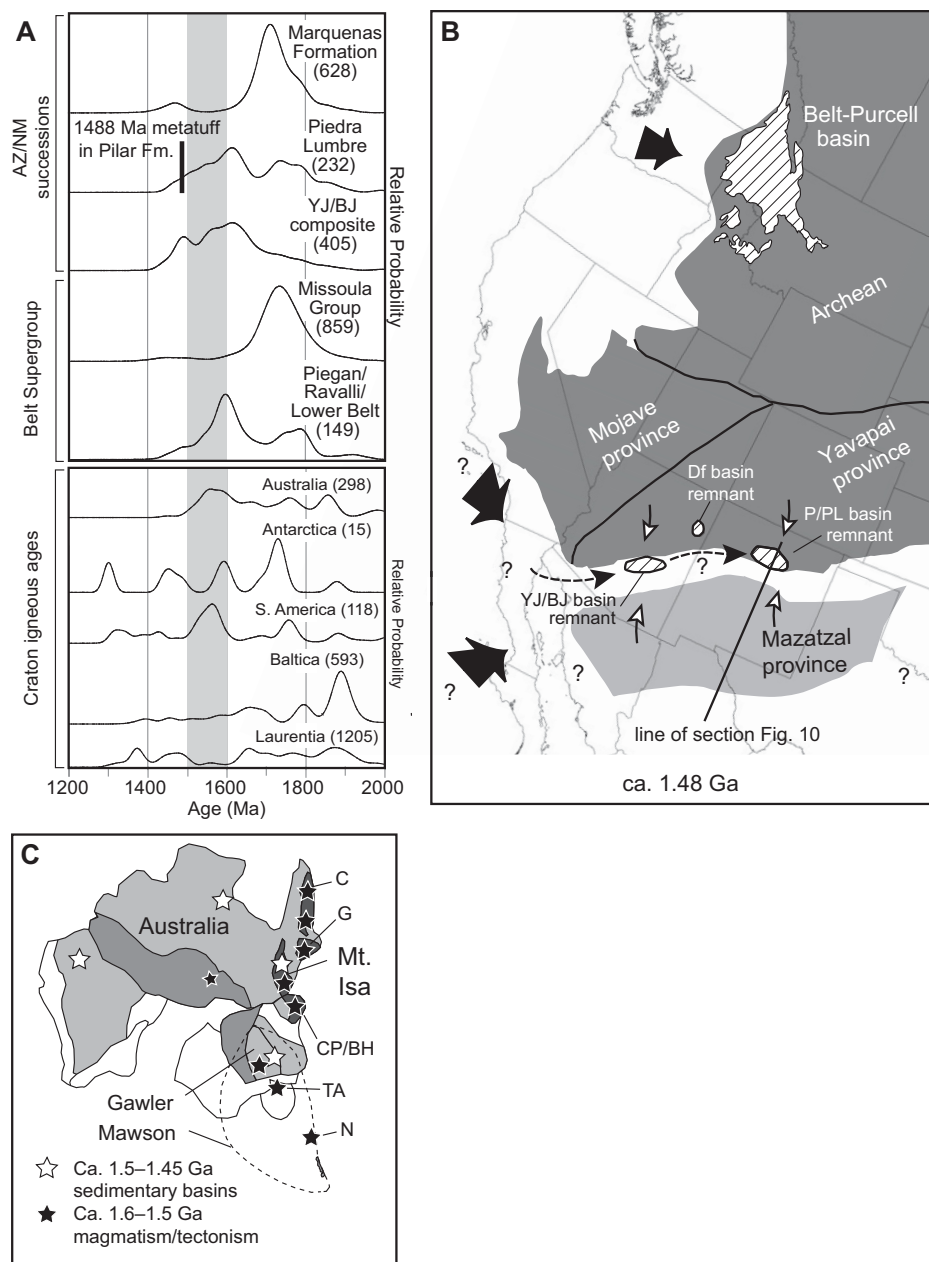 A
AZ/NM
successions
Marquenas
Formation
(628)
1488 Ma metatuff
in Pilar Fm.
Piedra
Lumbre
(232)
YJ/BJ
composite
(405)
Belt Supergroup
Missoula
Group
(859)
Piegan/
Ravalli/
Lower Belt
(149)
Relative Probability
Craton igneous ages
Australia (298)
Antarctica (15)
S. America (118)
Baltica (593)
Laurentia (1205)
Relative Probability
1200 1400 1600 1800 2000
Age (Ma)
B
Belt-Purcell
basin
Archean
Mojave
province
Yavapai
province
Df basin
remnant
P/PL basin
remnant
?
?
?
YJ/BJ basin
remnant
Mazatzal
province
?
?
?
line of section Fig. 10
ca. 1.48 Ga
C
Australia
C
G
Mt.
Isa
CP/BH
TA
Gawler
Mawson
N
Ca. 1.5–1.45 Ga
sedimentary basins
Ca. 1.6–1.5 Ga
magmatism/tectonism